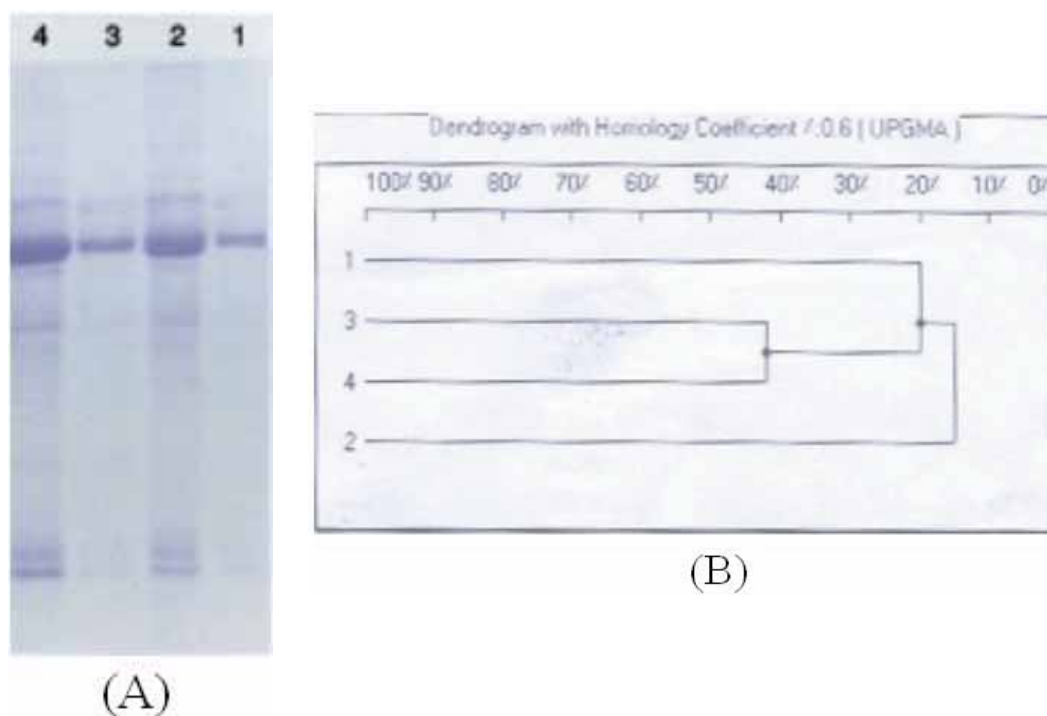 4 3 2 1
(A)
Dendrogram with Homology Coefficient %:0.6 ( UPGMA )
100% 90% 80% 70% 60% 50% 40% 30% 20% 10% 0%
1
3
4
2
(B)